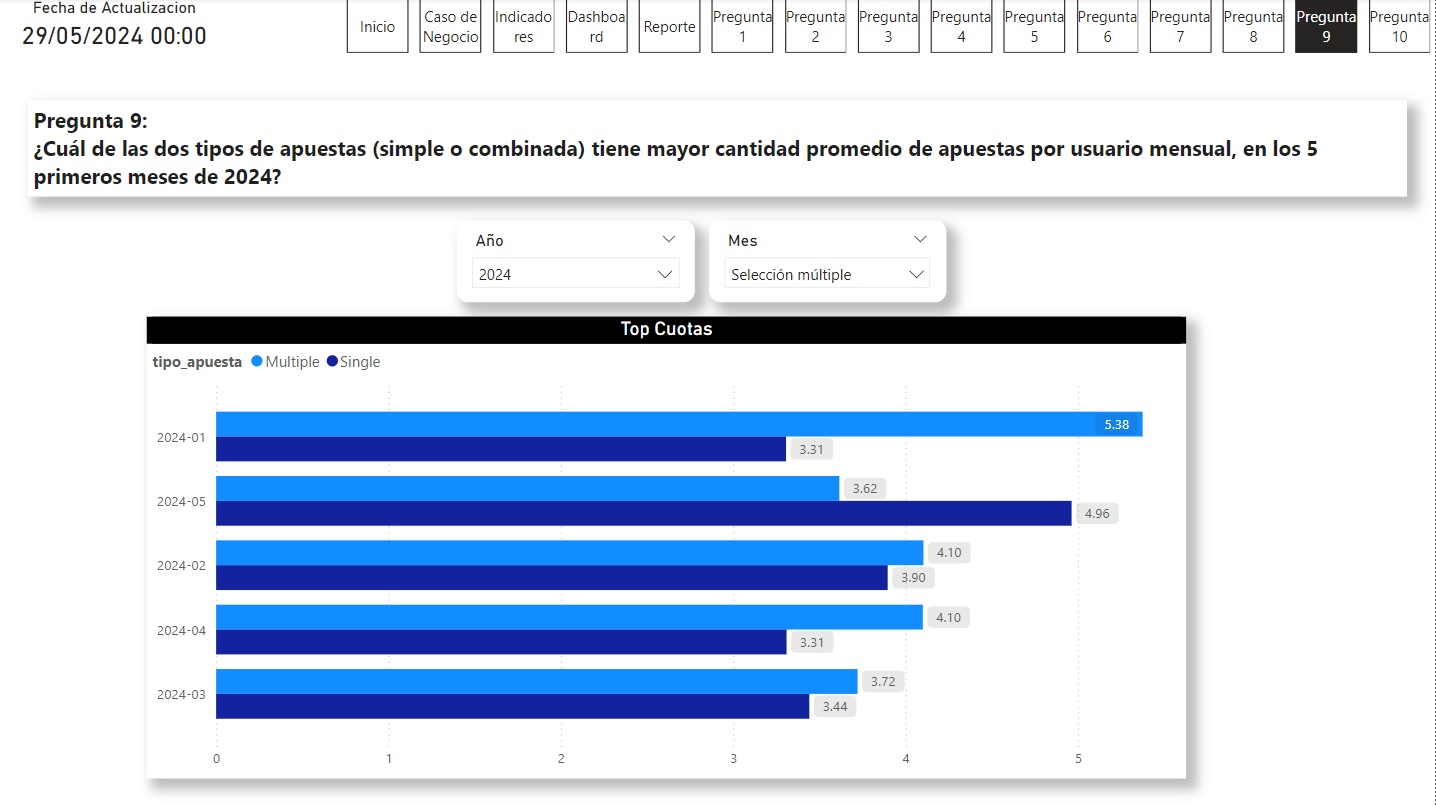 Fecha de Actualizacion
29/05/2024 00:00
Inicio
Caso de
Negocio
Indicado
res
Dashboa
rd
Reporte
Pregunta
1
Pregunta
2
Pregunta
3
Pregunta
4
Pregunta
5
Pregunta
6
Pregunta
7
Pregunta
8
Pregunta
9
Pregunta
10
Pregunta 9:
¿Cuál de las dos tipos de apuestas (simple o combinada) tiene mayor cantidad promedio de apuestas por usuario mensual, en los 5
primeros meses de 2024?
Año
2024
Mes
Selección múltiple
Top Cuotas
tipo_apuesta Multiple Single
2024-01
5.38
3.31
2024-05
3.62
4.96
2024-02
4.10
3.90
2024-04
4.10
3.31
2024-03
3.72
3.44
0 1 2 3 4 5